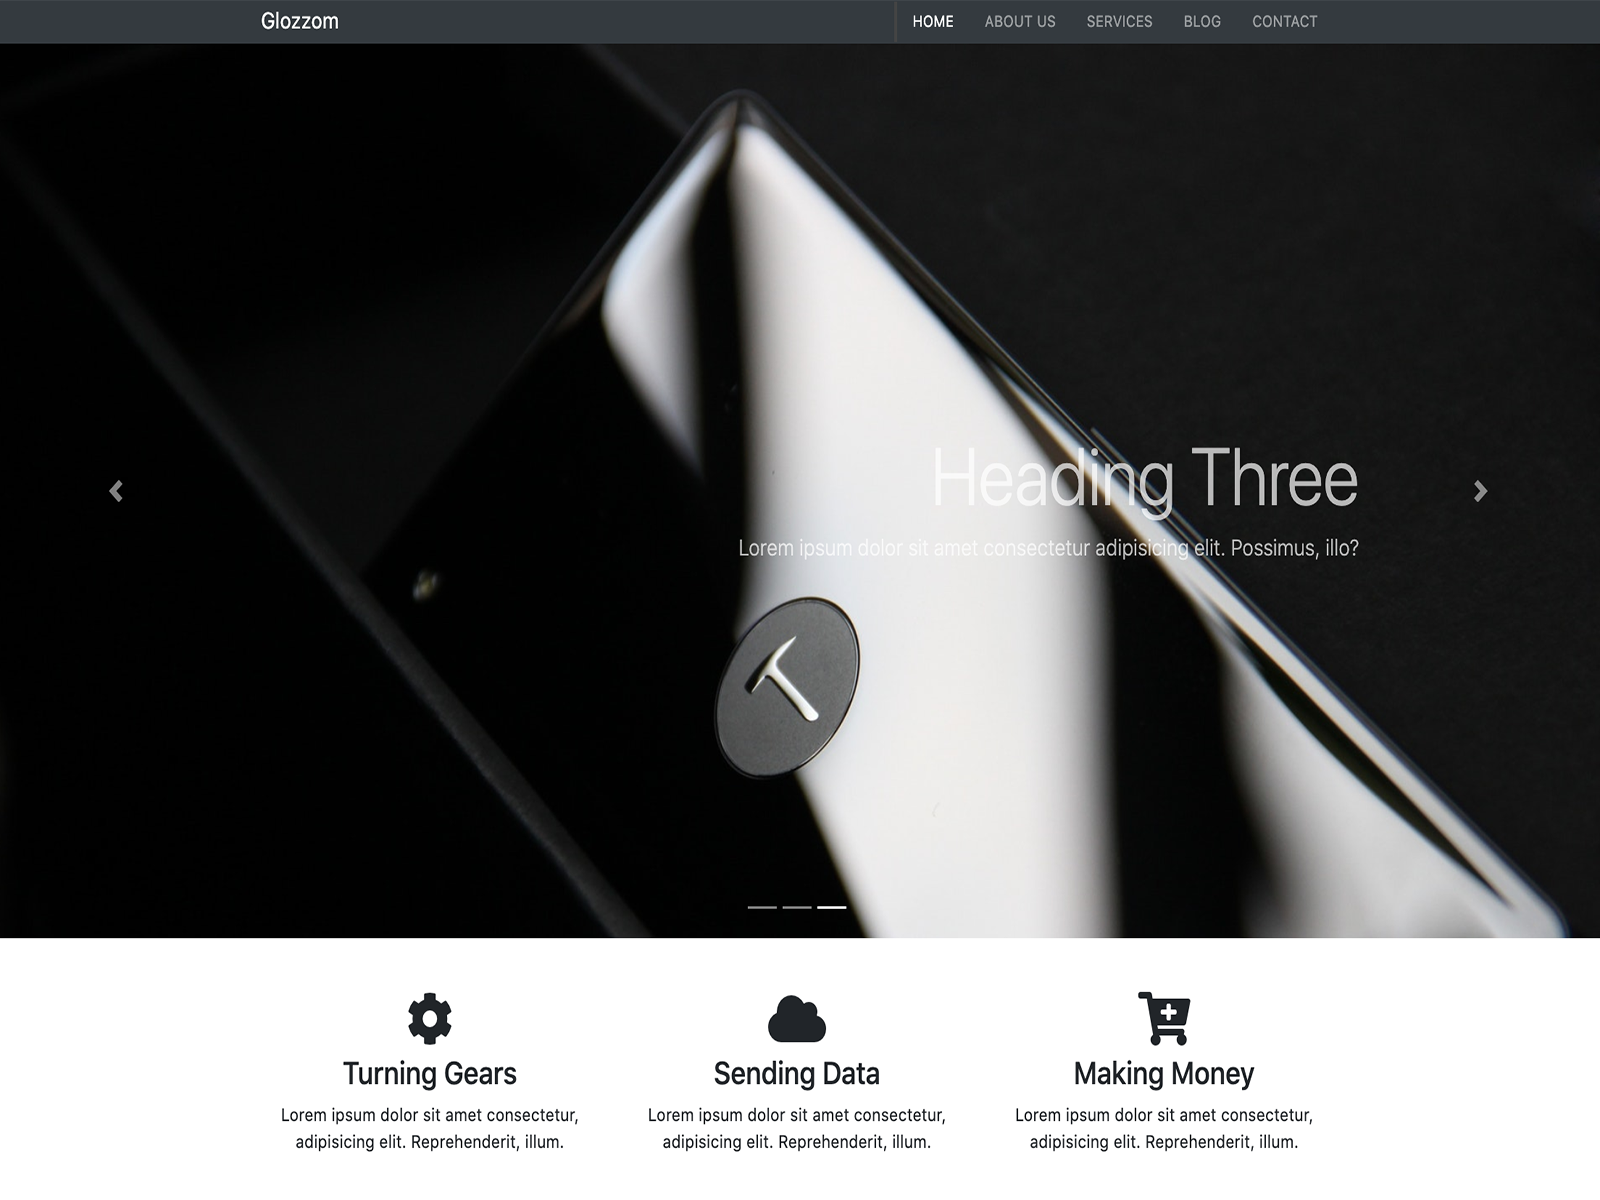 Glozzom
HOME ABOUT US SERVICES BLOG CONTACT
Heading Three
Lorem ipsum dolor sit amet consectetur adipisicing elit. Possimus, illo?
Turning Gears
Lorem ipsum dolor sit amet consectetur,
adipisicing elit. Reprehenderit, illum.
Sending Data
Lorem ipsum dolor sit amet consectetur,
adipisicing elit. Reprehenderit, illum.
Making Money
Lorem ipsum dolor sit amet consectetur,
adipisicing elit. Reprehenderit, illum.